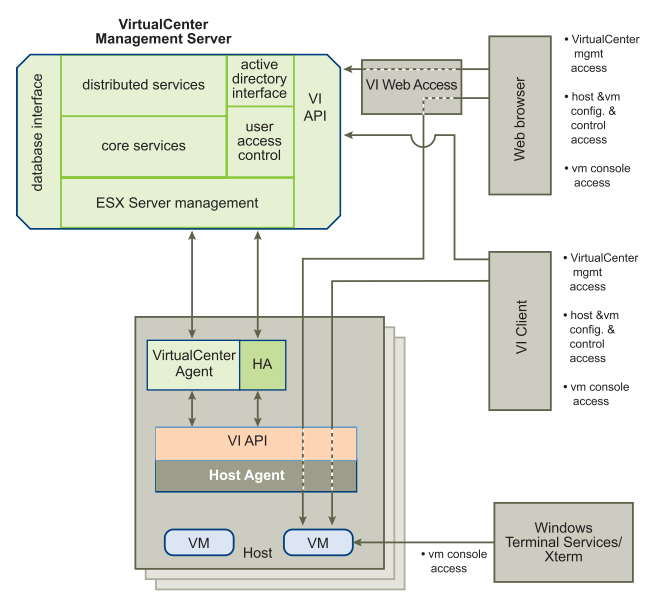 VirtualCenter
Management Server
database interface
distributed services
active
directory
interface
VI
API
core services
user
access
control
ESX Server management
VI Web Access
Web browser
• VirtualCenter
mgmt
access
• host &vm
config. &
control
access
• vm console
access
VI Client
• VirtualCenter
mgmt
access
• host &vm
config. &
control
access
• vm console
access
VirtualCenter
Agent
HA
VI API
Host Agent
VM
Host
VM
• vm console
access
Windows
Terminal Services/
Xterm